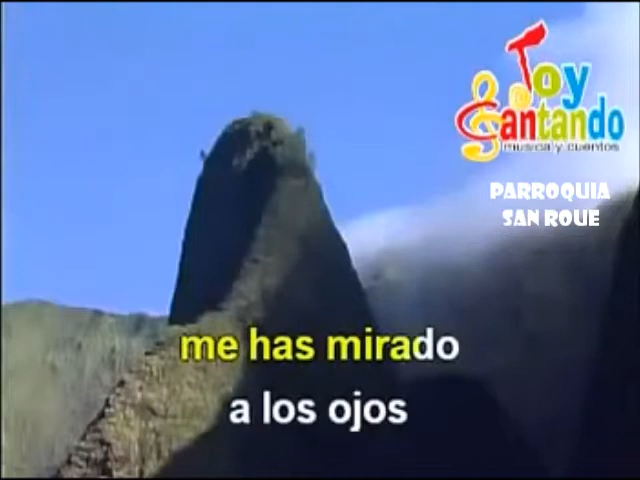 Toy
Cantando
musica y cuentos
PARROQUIA
SAN ROUE
me has mirado
a los ojos